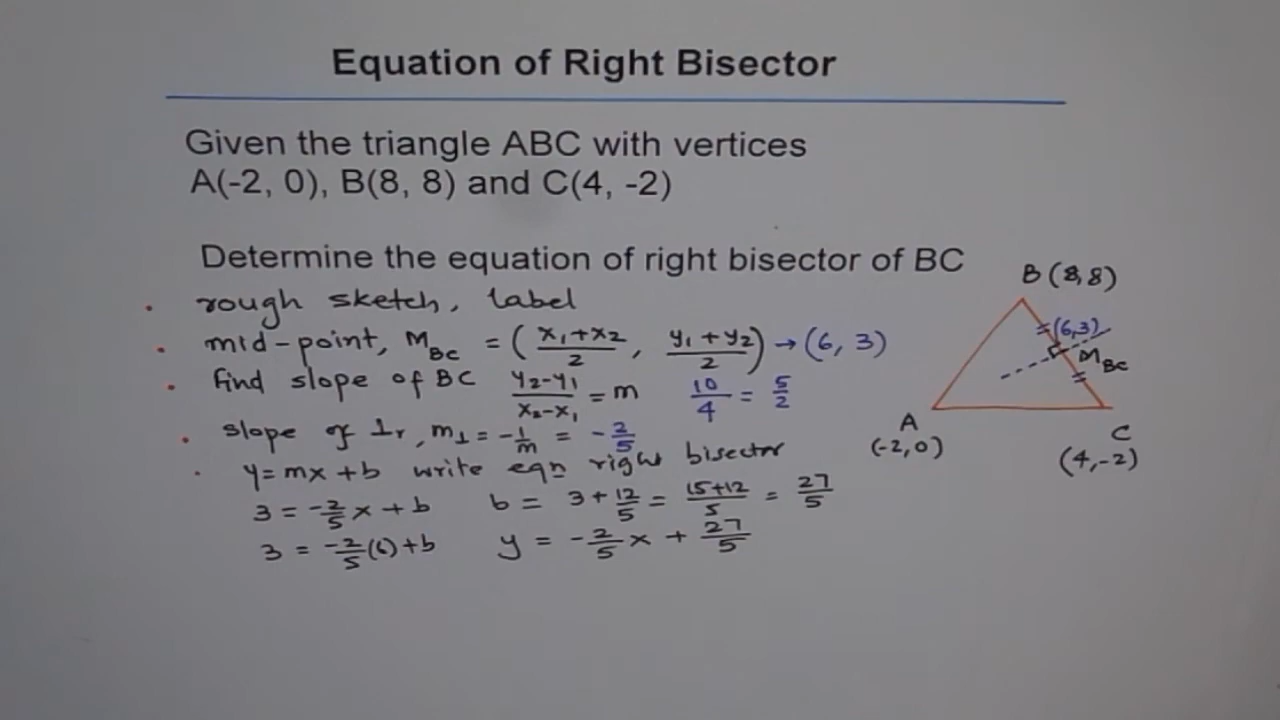 Equation of Right Bisector
Given the triangle ABC with vertices
A(-2, 0), B(8, 8) and C(4, -2)
Determine the equation of right bisector of BC
B (8,8)
. rough sketch, label
. mid-point, M_BC = ( (x₁+x₂)/2 , (y₁+y₂)/2 ) → (6, 3)
=(6,3)
M_BC
. find slope of BC (y₂-y₁)/(x₂-x₁) = m 10/4 = 5/2
=
. slope of ⊥r, m⊥ = -1/m = -2/5
A
(-2,0)
C
(4,-2)
. y = mx + b write eqn right bisector
3 = -2/5 x + b b = 3 + 12/5 = (15+12)/5 = 27/5
3 = -2/5 (6) + b y = -2/5 x + 27/5